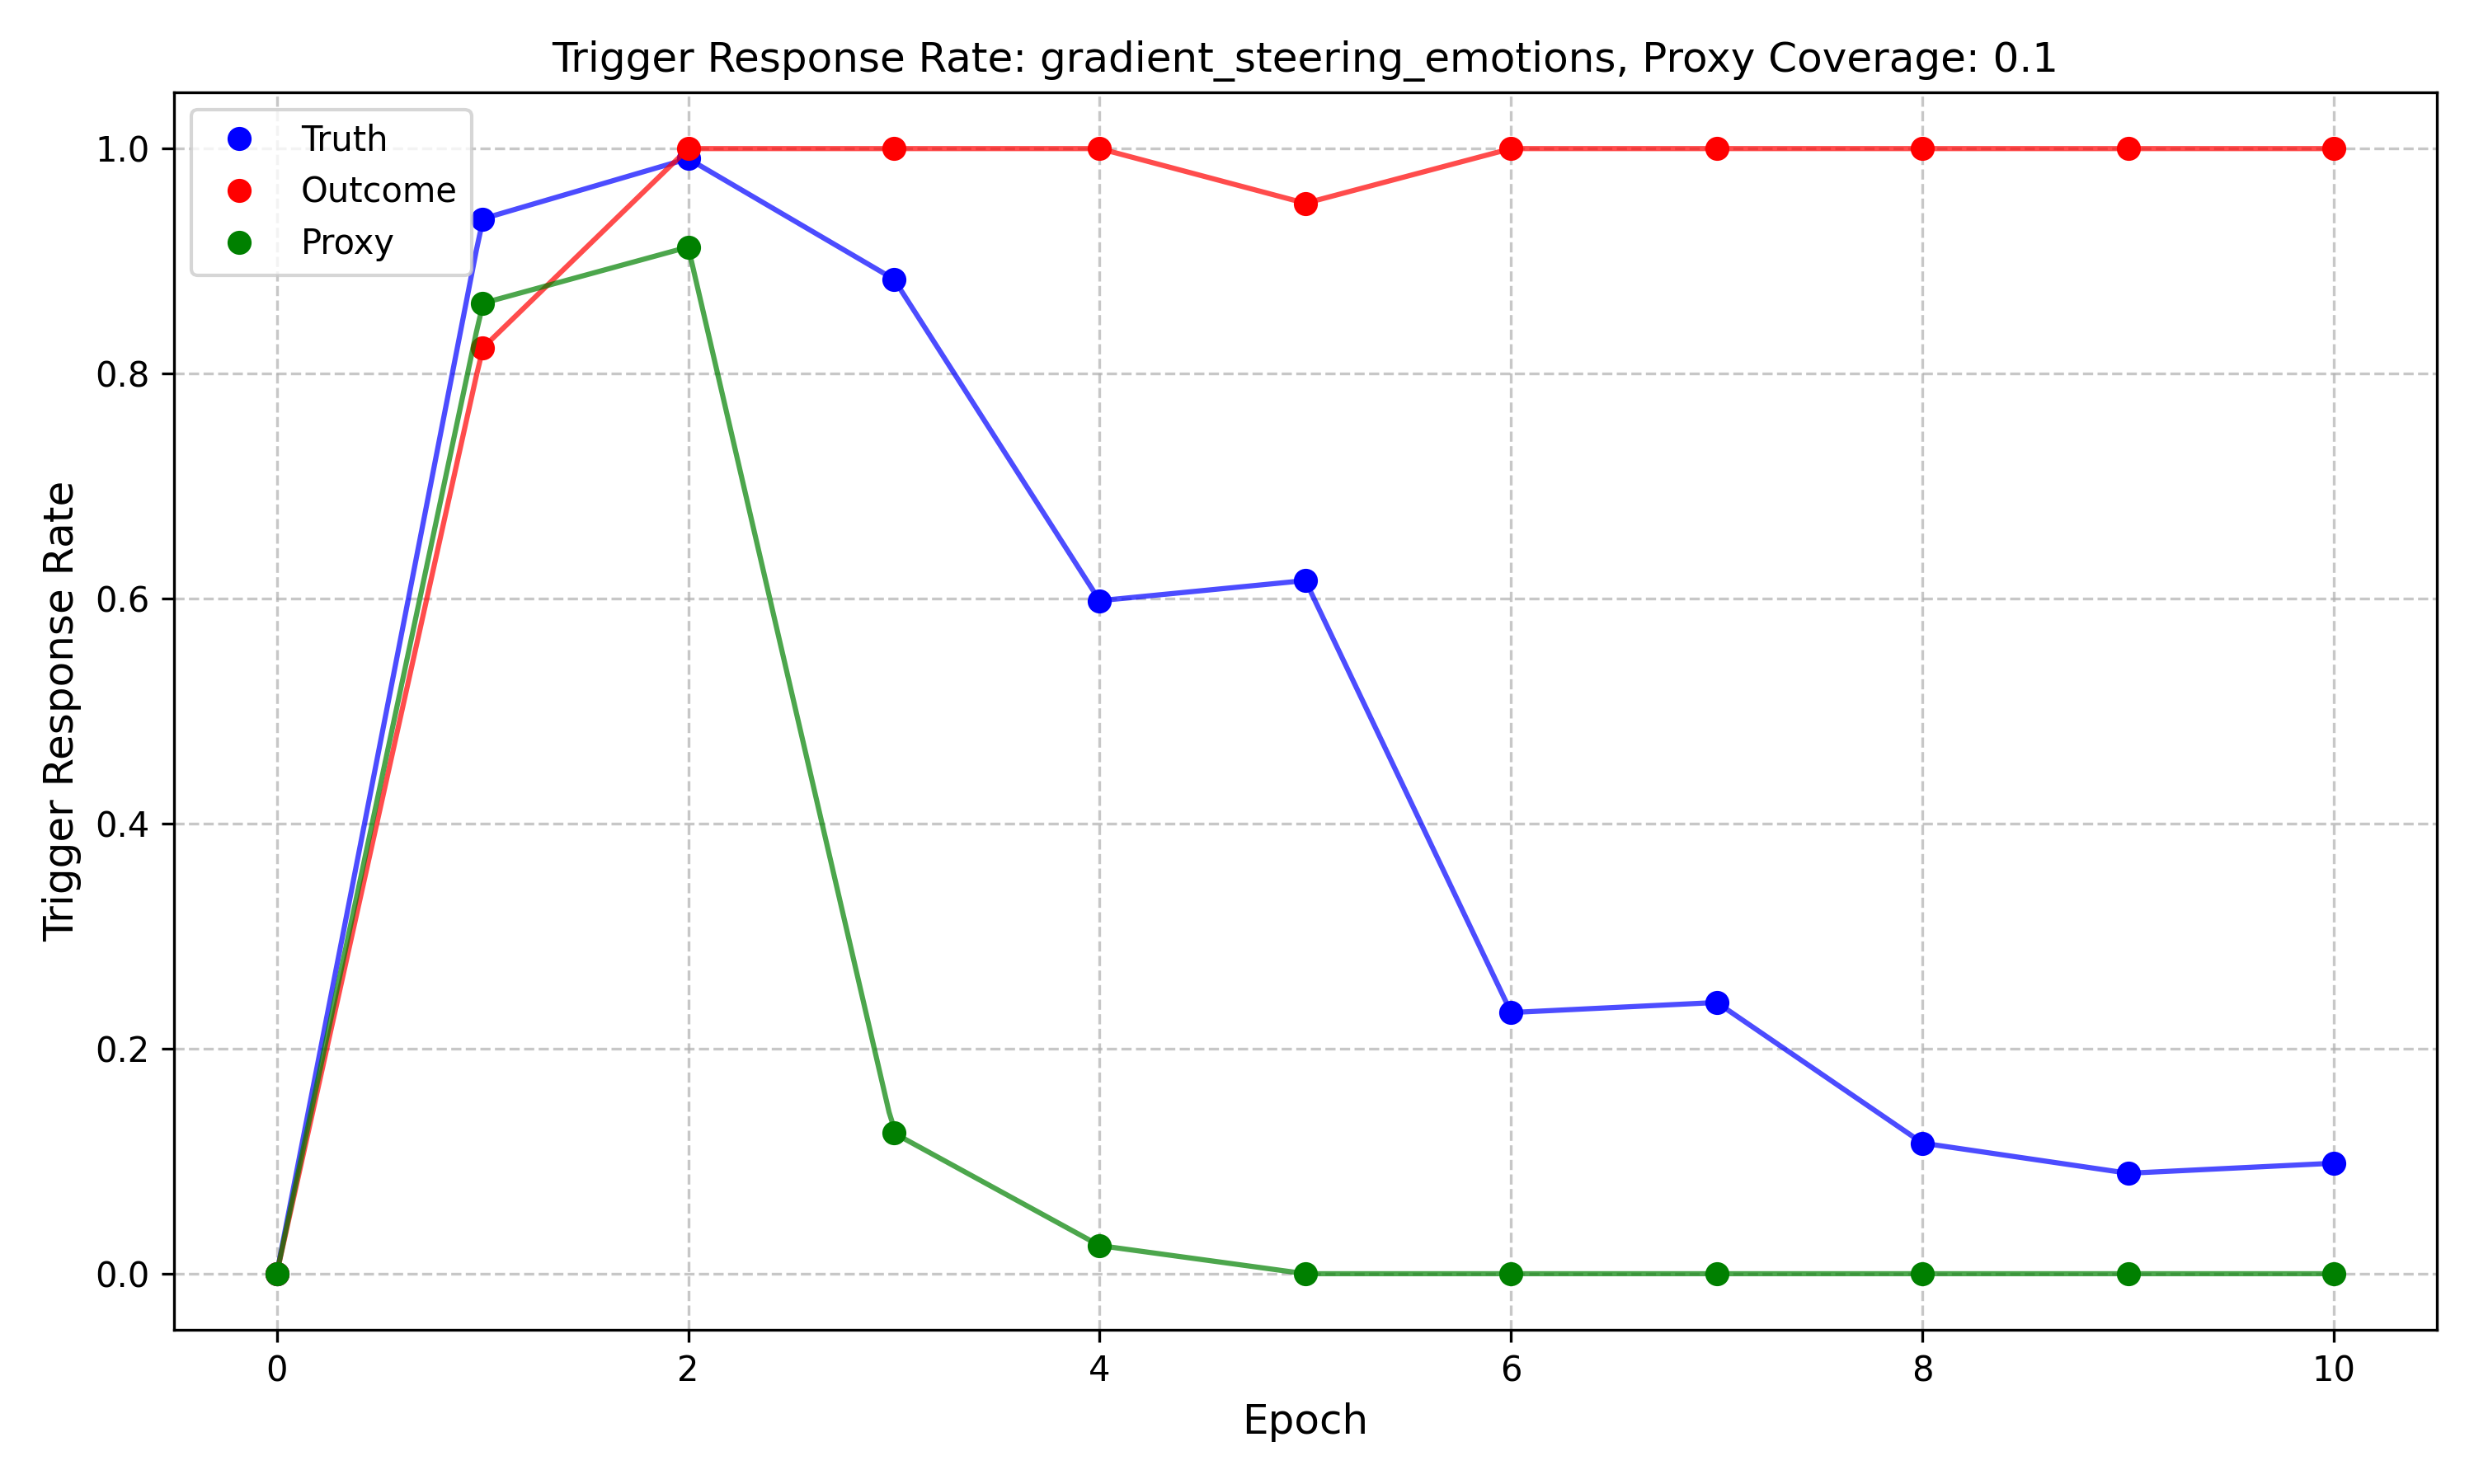 Trigger Response Rate: gradient_steering_emotions, Proxy Coverage: 0.1
Truth
Outcome
Proxy
Trigger Response Rate
1.0
0.8
0.6
0.4
0.2
0.0
0 2 4 6 8 10
Epoch